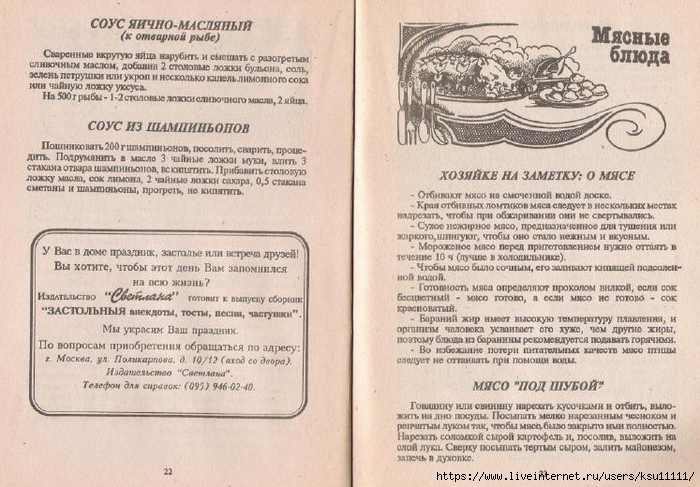 СОУС ЯИЧНО-МАСЛЯНЫЙ
(к отварной рыбе)
Сваренные вкрутую яйца нарубить и смешать с разогретым
сливочным маслом, добавив 2 столовые ложки бульона, соль,
зелень петрушки или укроп и несколько капель лимонного сока
или чайную ложку уксуса.
На 500 г рыбы - 1-2 столовые ложки сливочного масла, 2 яйца.
СОУС ИЗ ШАМПИНЬОНОВ
Пошинковать 200 г шампиньонов, посолить, сварить, проце-
дить. Подрумянить в масле 3 чайные ложки муки, влить 3
стакана отвара шампиньонов, вскипятить. Прибавить столовую
ложку масла, сок лимона, 2 чайные ложки сахара, 0,5 стакана
сметаны и шампиньоны, прогреть, не кипятить.
У Вас в доме праздник, застолье или встреча друзей!
Вы хотите, чтобы этот день Вам запомнился
на всю жизнь?
Издательство "Светлана" готовит к выпуску сборник
"ЗАСТОЛЬНЫЯ анекдоты, тосты, песни, частушки".
Мы украсим Ваш праздник.
По вопросам приобретения обращаться по адресу:
г. Москва, ул. Поликарпова, д. 10/12 (вход со двора).
Издательство "Светлана".
Телефон для справок: (095) 946-02-40.
22
Мясные
блюда
ХОЗЯЙКЕ НА ЗАМЕТКУ: О МЯСЕ
- Отбивают мясо на смоченной водой доске.
- Края отбивных ломтиков мяса следует в нескольких местах
надрезать, чтобы при обжаривании они не свертывались.
- Сухое нежирное мясо, предназначенное для тушения или
жаркого, шпигуют, чтобы оно стало нежным и вкусным.
- Мороженое мясо перед приготовлением нужно оттаять в
течение 10 ч (лучше в холодильнике).
- Чтобы мясо было сочным, его заливают кипящей подсолен-
ной водой.
- Готовность мяса определяют проколом вилкой, если сок
бесцветный - мясо готово, а если мясо не готово - сок
красноватый.
- Бараний жир имеет высокую температуру плавления, и
организм человека усваивает его хуже, чем другие жиры,
поэтому блюда из баранины рекомендуется подавать горячими.
- Во избежание потери питательных качеств мясо птицы
следует не оттаивать при помощи воды.
МЯСО "ПОД ШУБОЙ"
Говядину или свинину нарезать кусочками и отбить, выло-
жить на дно посуды. Посыпать мелко нарезанным чесноком и
репчатым луком так, чтобы мясо было закрыто ими полностью.
Нарезать соломкой сырой картофель и, посолив, выложить на
слой лука. Сверху посыпать тертым сыром, залить майонезом,
запечь в духовке.
https://www.liveinternet.ru/users/ksu11111/